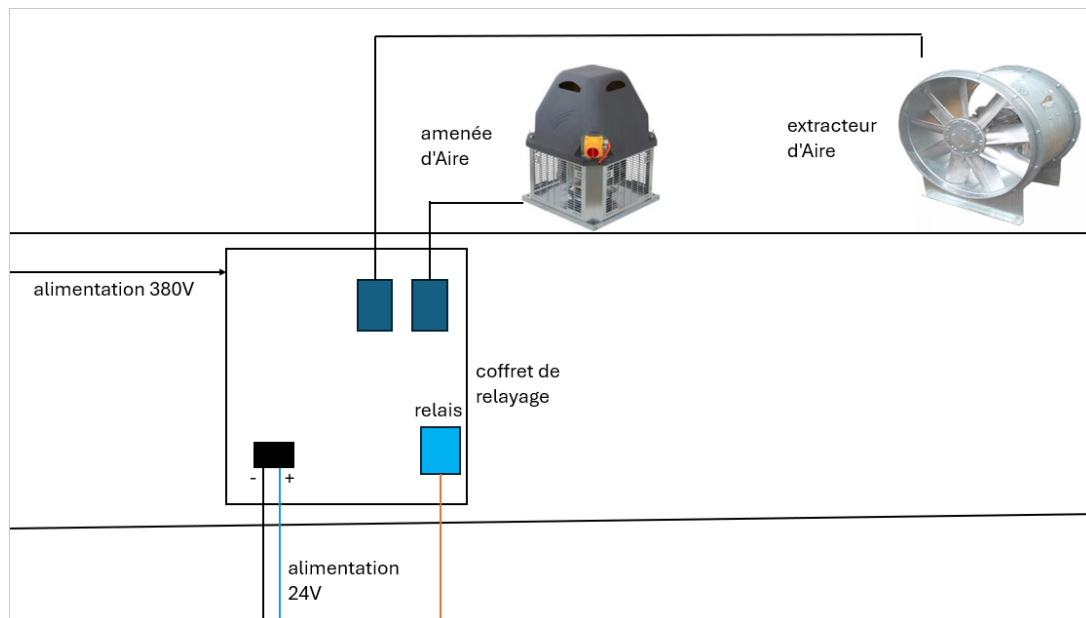 amenée
d'Aire
extracteur
d'Aire
alimentation 380V
coffret de
relayage
relais
- +
alimentation
24V